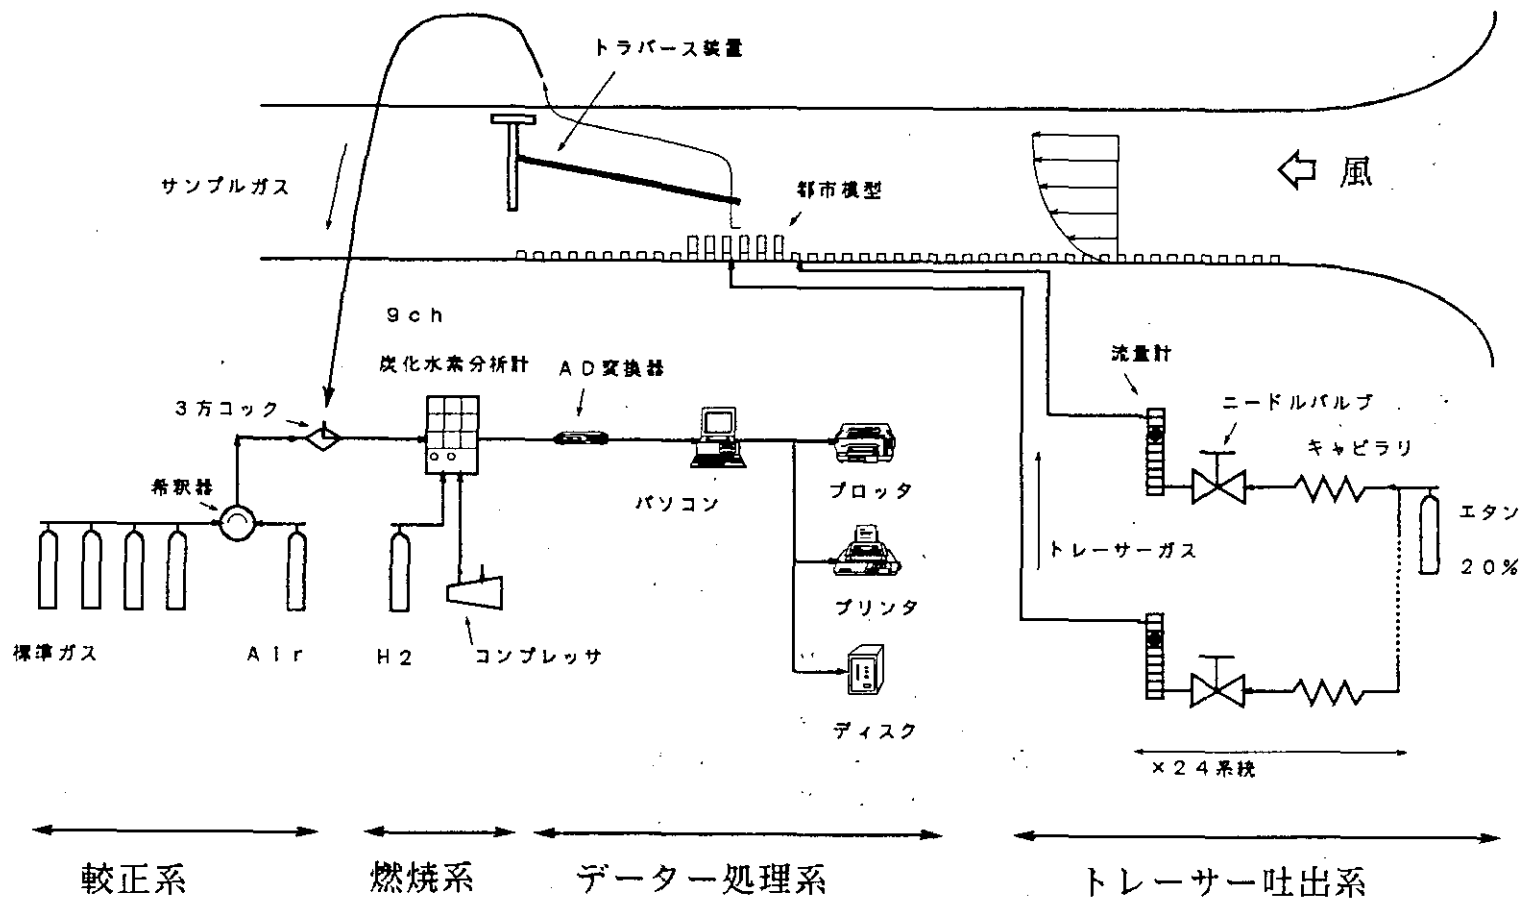 トラバース装置
サンプルガス
都市模型
風
9ch
炭化水素分析計
AD変換器
3方コック
流量計
ニードルバルブ
キャピラリ
希釈器
パソコン
プロッタ
エタン
20%
トレーサーガス
プリンタ
標準ガス
Air
H2
コンプレッサ
ディスク
×24系統
較正系
燃焼系
データー処理系
トレーサー吐出系